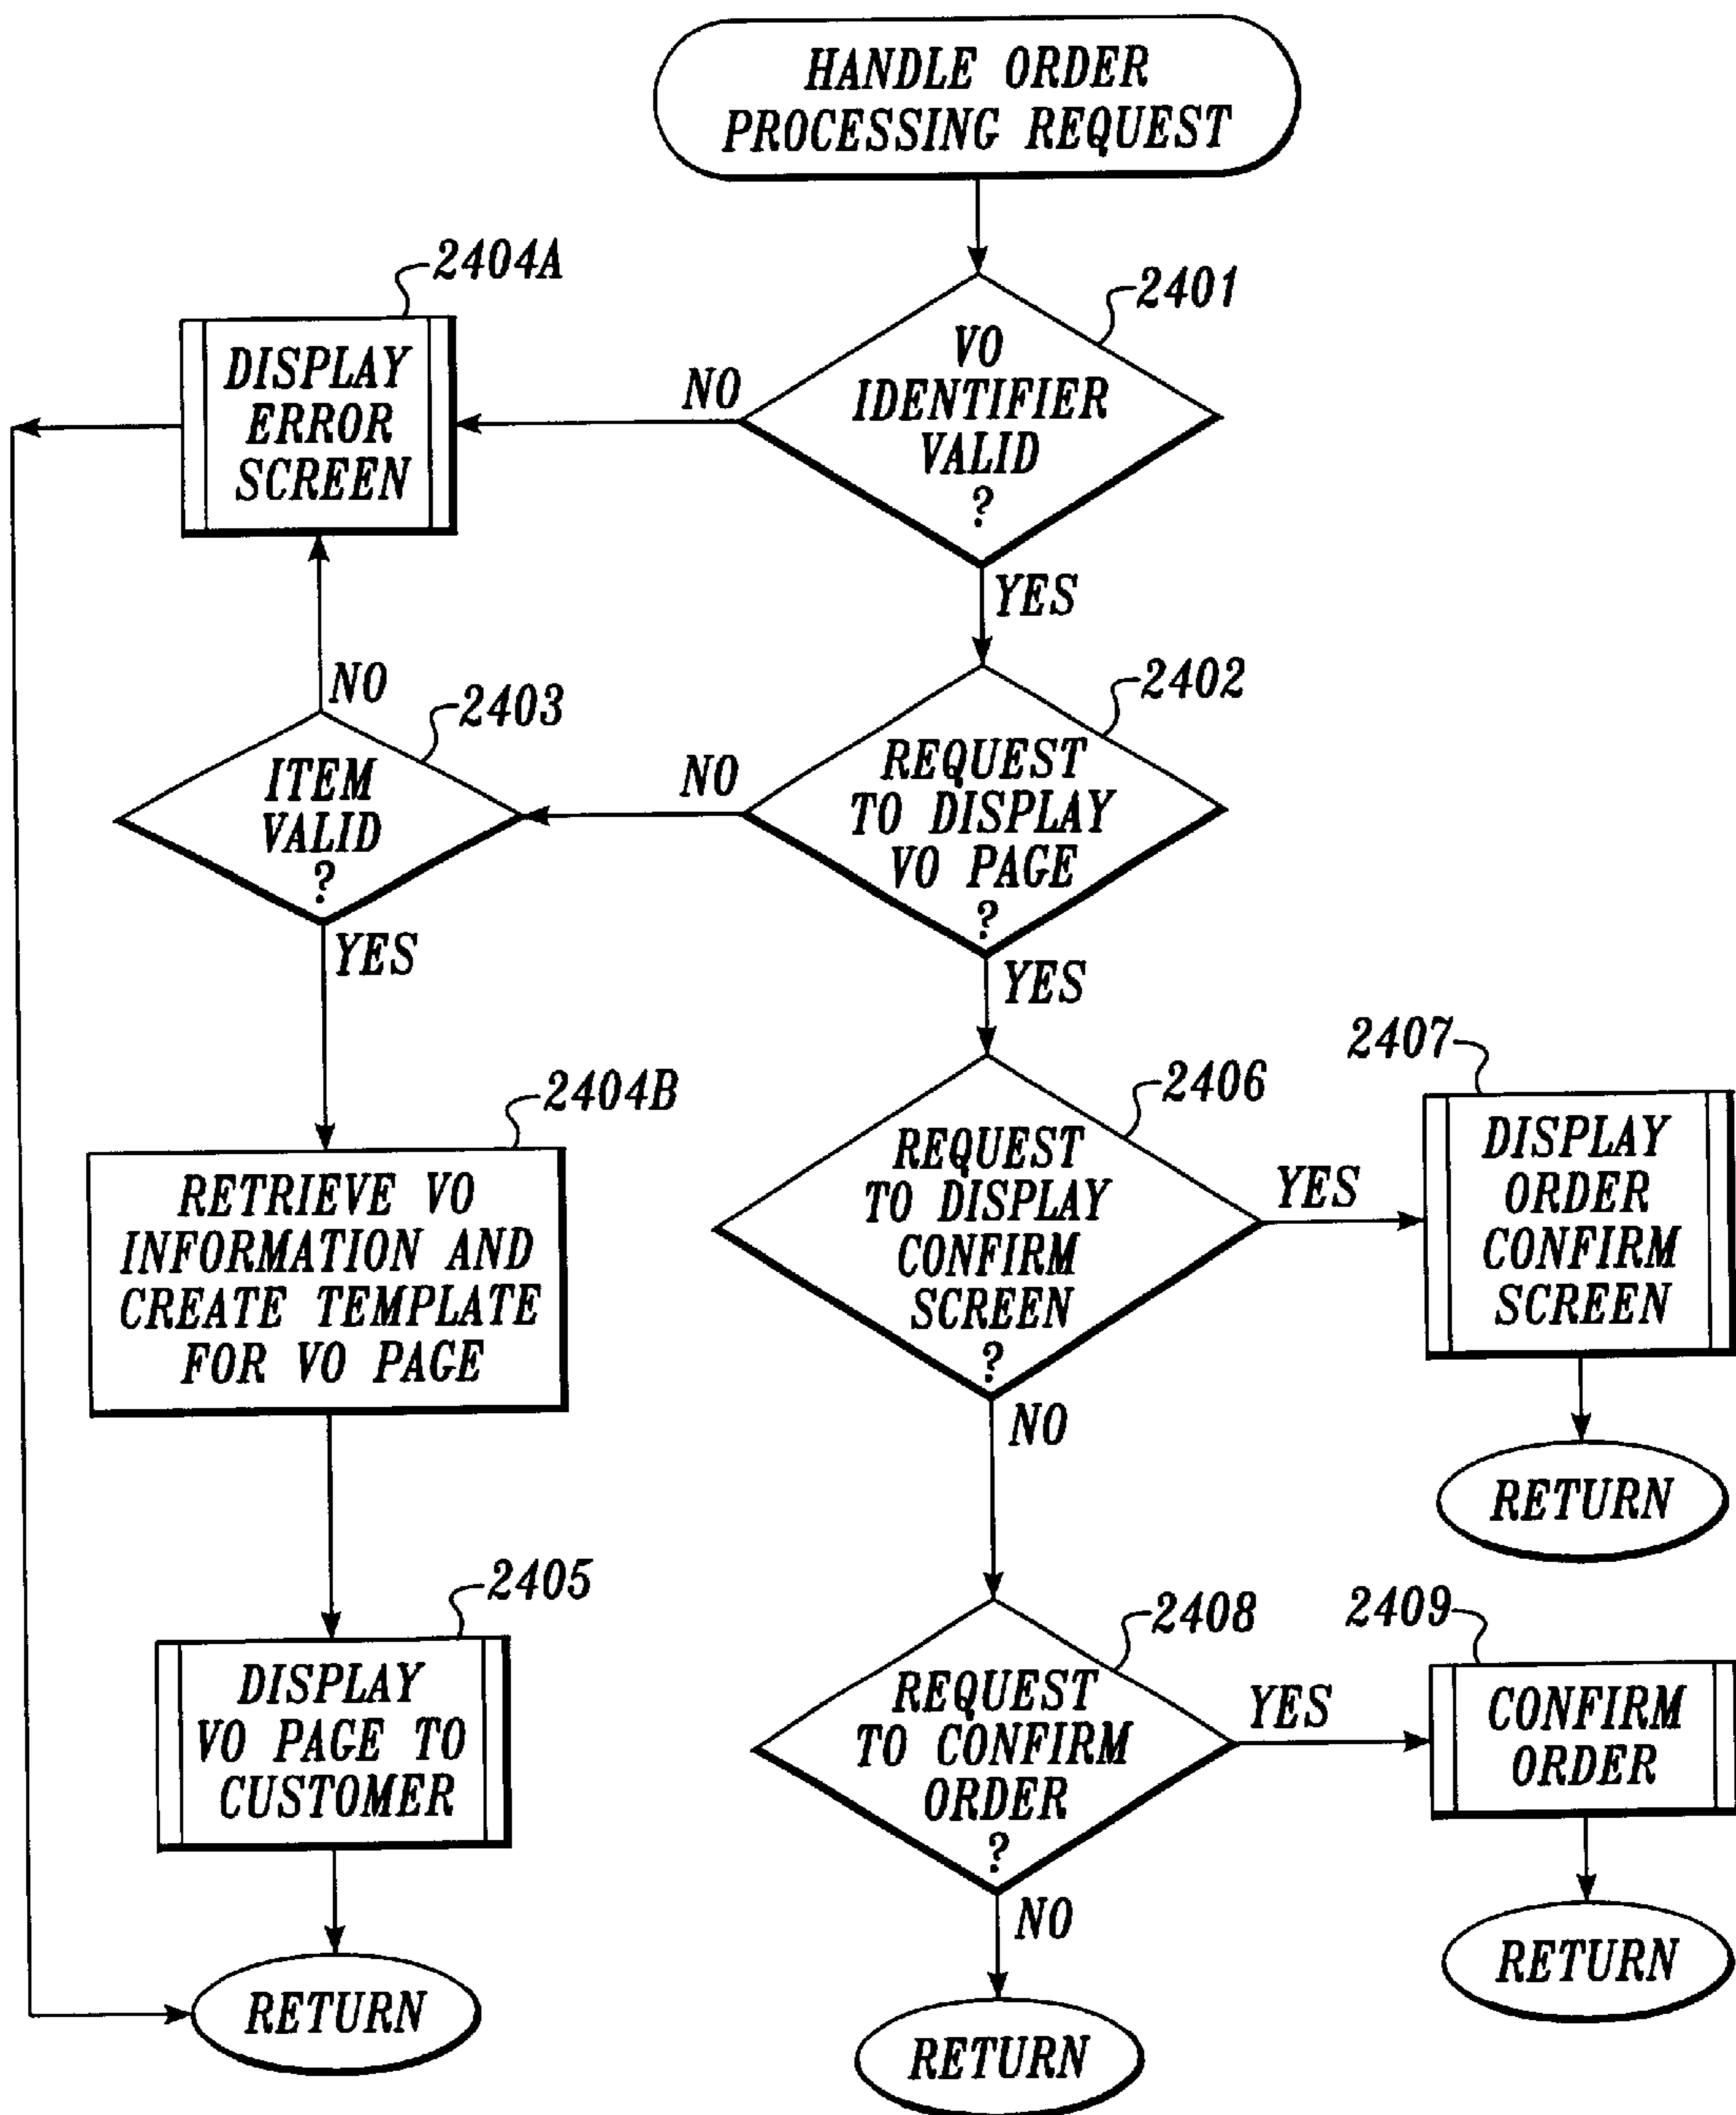 HANDLE ORDER
PROCESSING REQUEST
2404A
2401
DISPLAY
ERROR
SCREEN
NO
VO
IDENTIFIER
VALID
?
YES
NO
2403
2402
ITEM
VALID
?
NO
REQUEST
TO DISPLAY
VO PAGE
?
YES
YES
2407
2404B
2406
RETRIEVE VO
INFORMATION AND
CREATE TEMPLATE
FOR VO PAGE
REQUEST
TO DISPLAY
CONFIRM
SCREEN
?
YES
DISPLAY
ORDER
CONFIRM
SCREEN
NO
RETURN
2405
2408
2409
DISPLAY
VO PAGE TO
CUSTOMER
REQUEST
TO CONFIRM
ORDER
?
YES
CONFIRM
ORDER
NO
RETURN
RETURN
RETURN